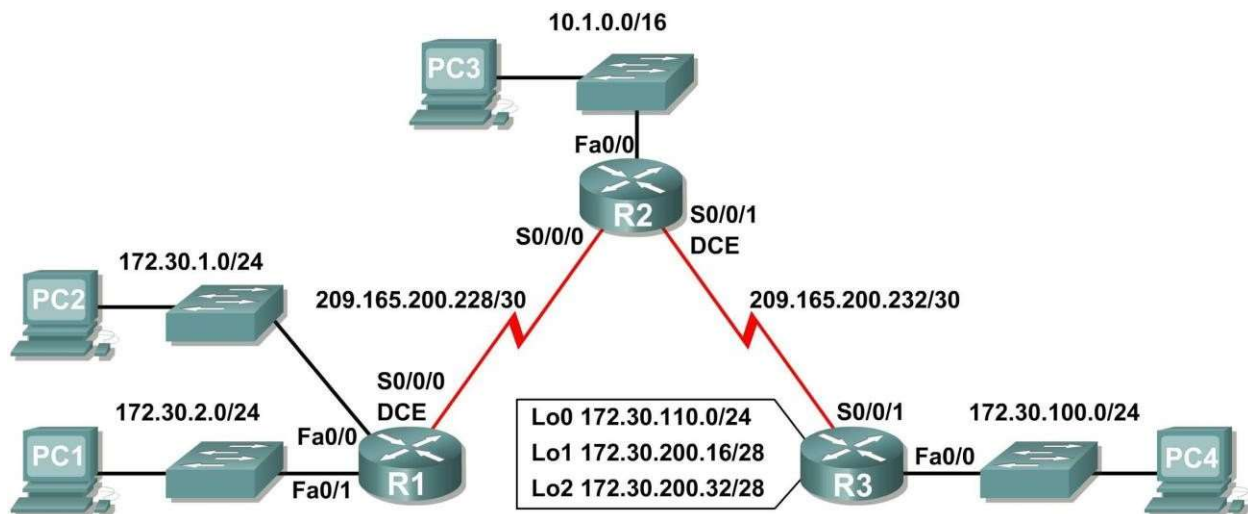 10.1.0.0/16
PC3
Fa0/0
R2
S0/0/1
DCE
S0/0/0
172.30.1.0/24
PC2
209.165.200.228/30
209.165.200.232/30
S0/0/0
DCE
172.30.2.0/24
Fa0/0
PC1
Fa0/1
R1
Lo0 172.30.110.0/24
Lo1 172.30.200.16/28
Lo2 172.30.200.32/28
S0/0/1
172.30.100.0/24
Fa0/0
R3
PC4